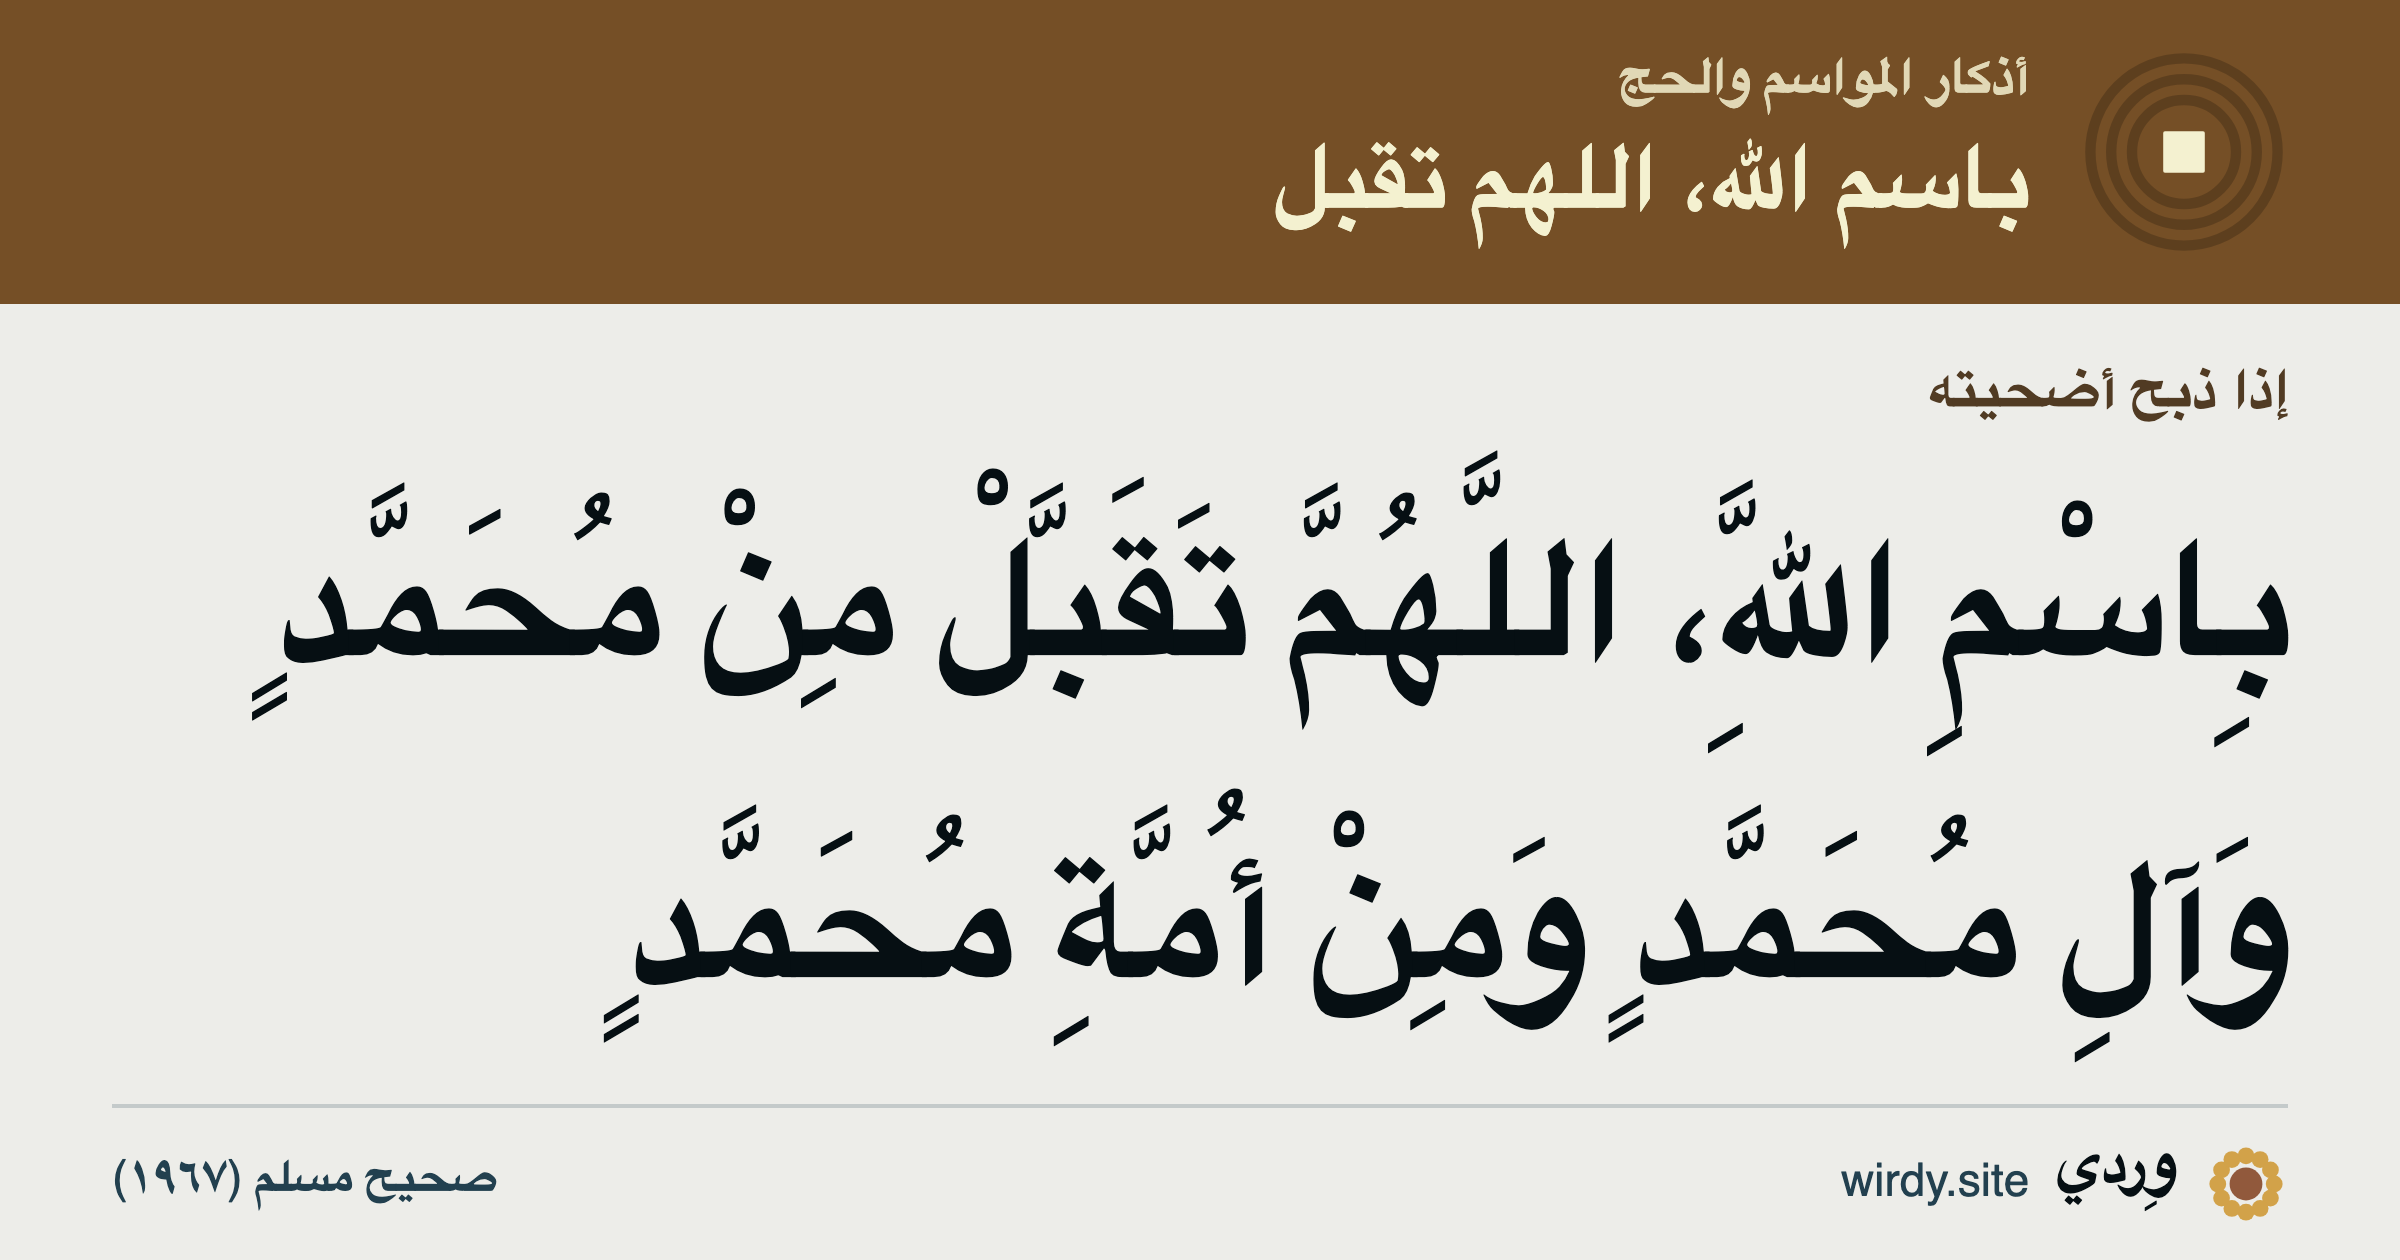 أذكار المواسم والحج
باسم الله، اللهم تقبل
إذا ذبح أضحيته
بِاسْمِ اللَّهِ، اللَّهُمَّ تَقَبَّلْ مِنْ مُحَمَّدٍ
وَآلِ مُحَمَّدٍ وَمِنْ أُمَّةِ مُحَمَّدٍ
وِردي wirdy.site
صحيح مسلم (١٩٦٧)